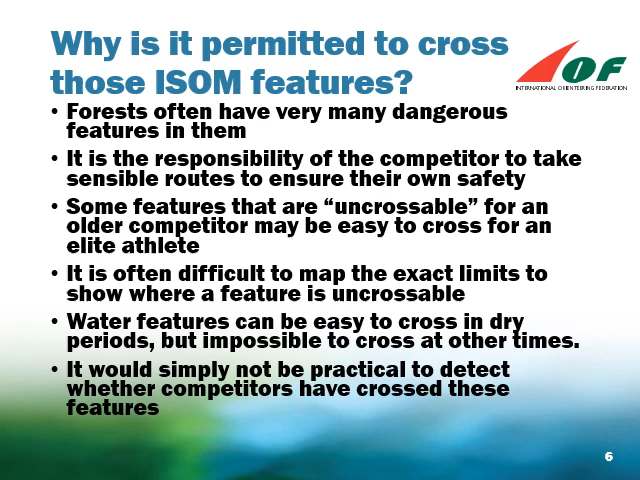 Why is it permitted to cross
those ISOM features?
IOF
INTERNATIONAL ORIENTEERING FEDERATION
• Forests often have very many dangerous
features in them
• It is the responsibility of the competitor to take
sensible routes to ensure their own safety
• Some features that are “uncrossable” for an
older competitor may be easy to cross for an
elite athlete
• It is often difficult to map the exact limits to
show where a feature is uncrossable
• Water features can be easy to cross in dry
periods, but impossible to cross at other times.
• It would simply not be practical to detect
whether competitors have crossed these
features
6